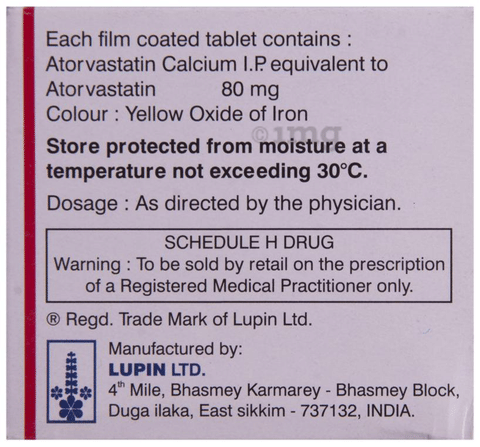 Each film coated tablet contains :
Atorvastatin Calcium I.P. equivalent to
Atorvastatin 80 mg
Colour : Yellow Oxide of Iron
©1mg
Store protected from moisture at a
temperature not exceeding 30°C.
Dosage : As directed by the physician.
SCHEDULE H DRUG
Warning : To be sold by retail on the prescription
of a Registered Medical Practitioner only.
® Regd. Trade Mark of Lupin Ltd.
Manufactured by:
LUPIN LTD.
4th Mile, Bhasmey Karmarey - Bhasmey Block,
Duga ilaka, East sikkim - 737132, INDIA.